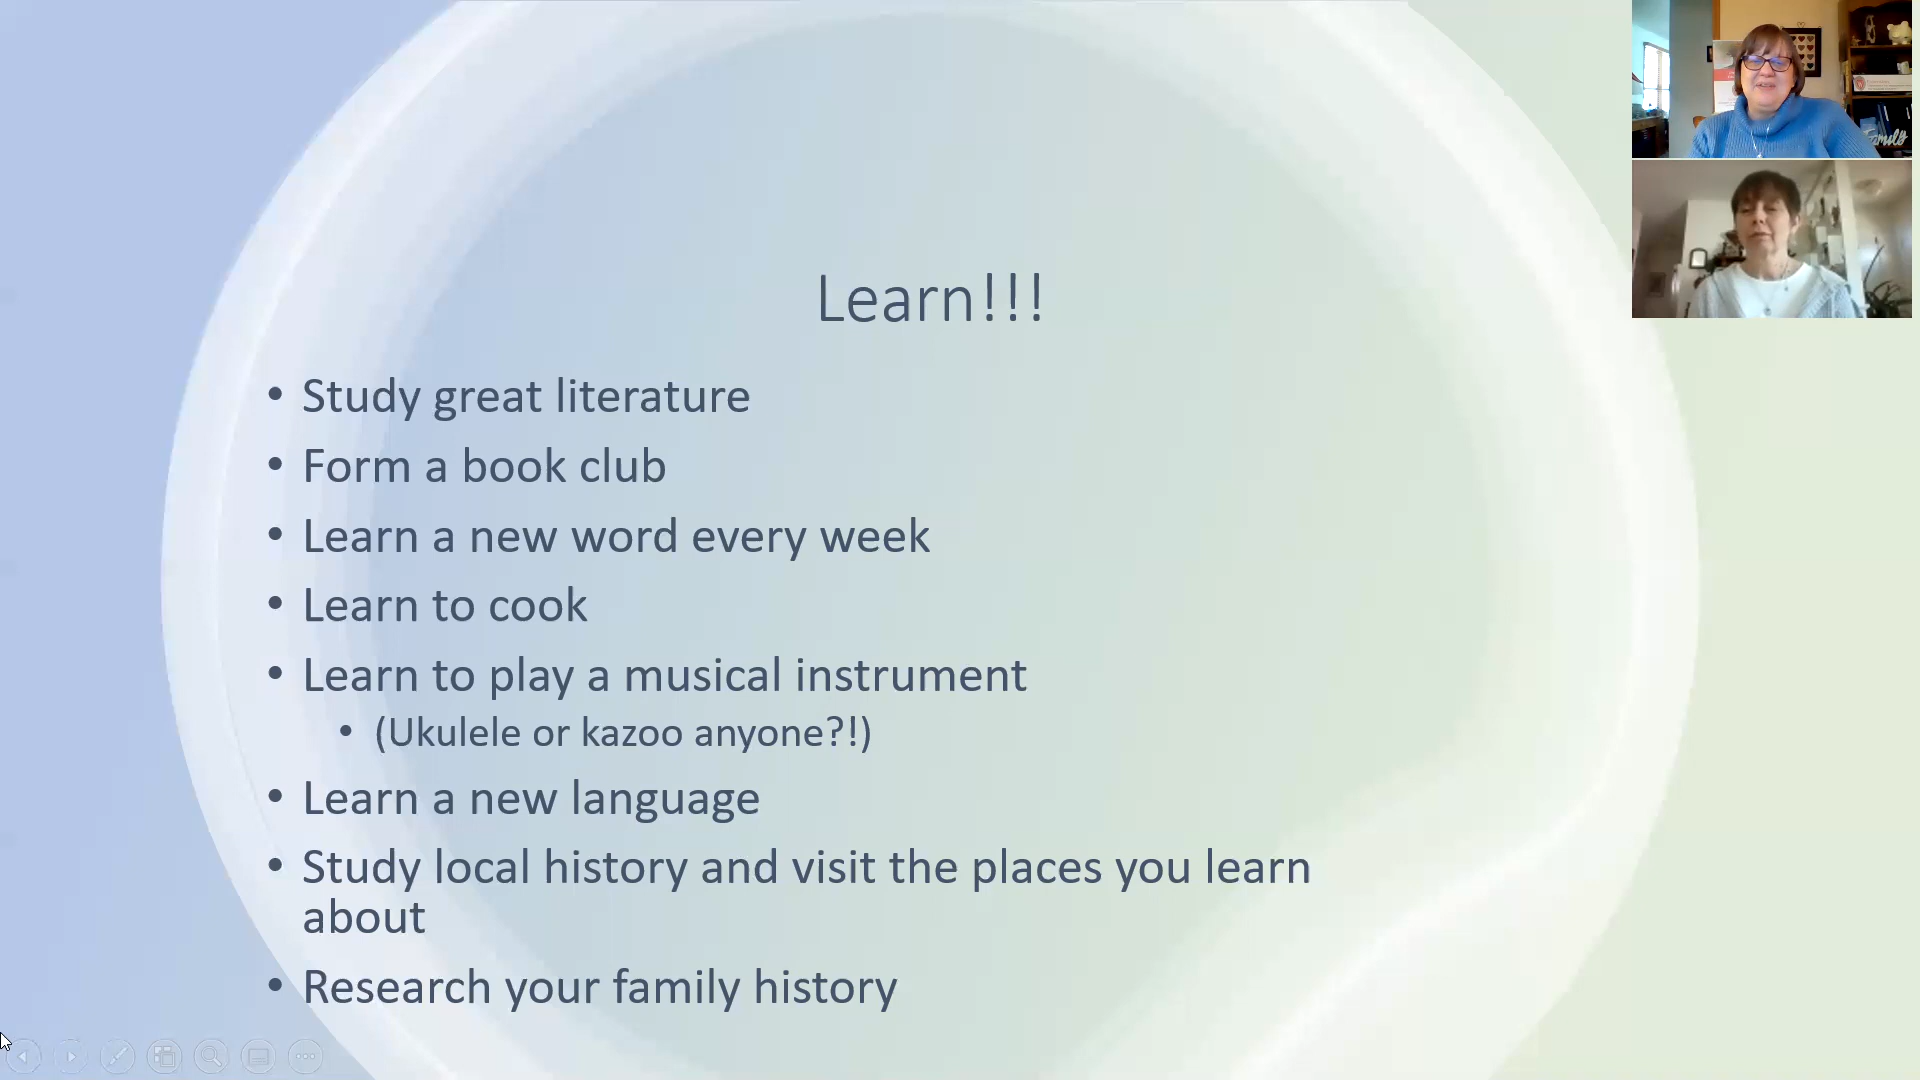 Learn!!!
• Study great literature
• Form a book club
• Learn a new word every week
• Learn to cook
• Learn to play a musical instrument
• (Ukulele or kazoo anyone?!)
• Learn a new language
• Study local history and visit the places you learn
about
• Research your family history
family